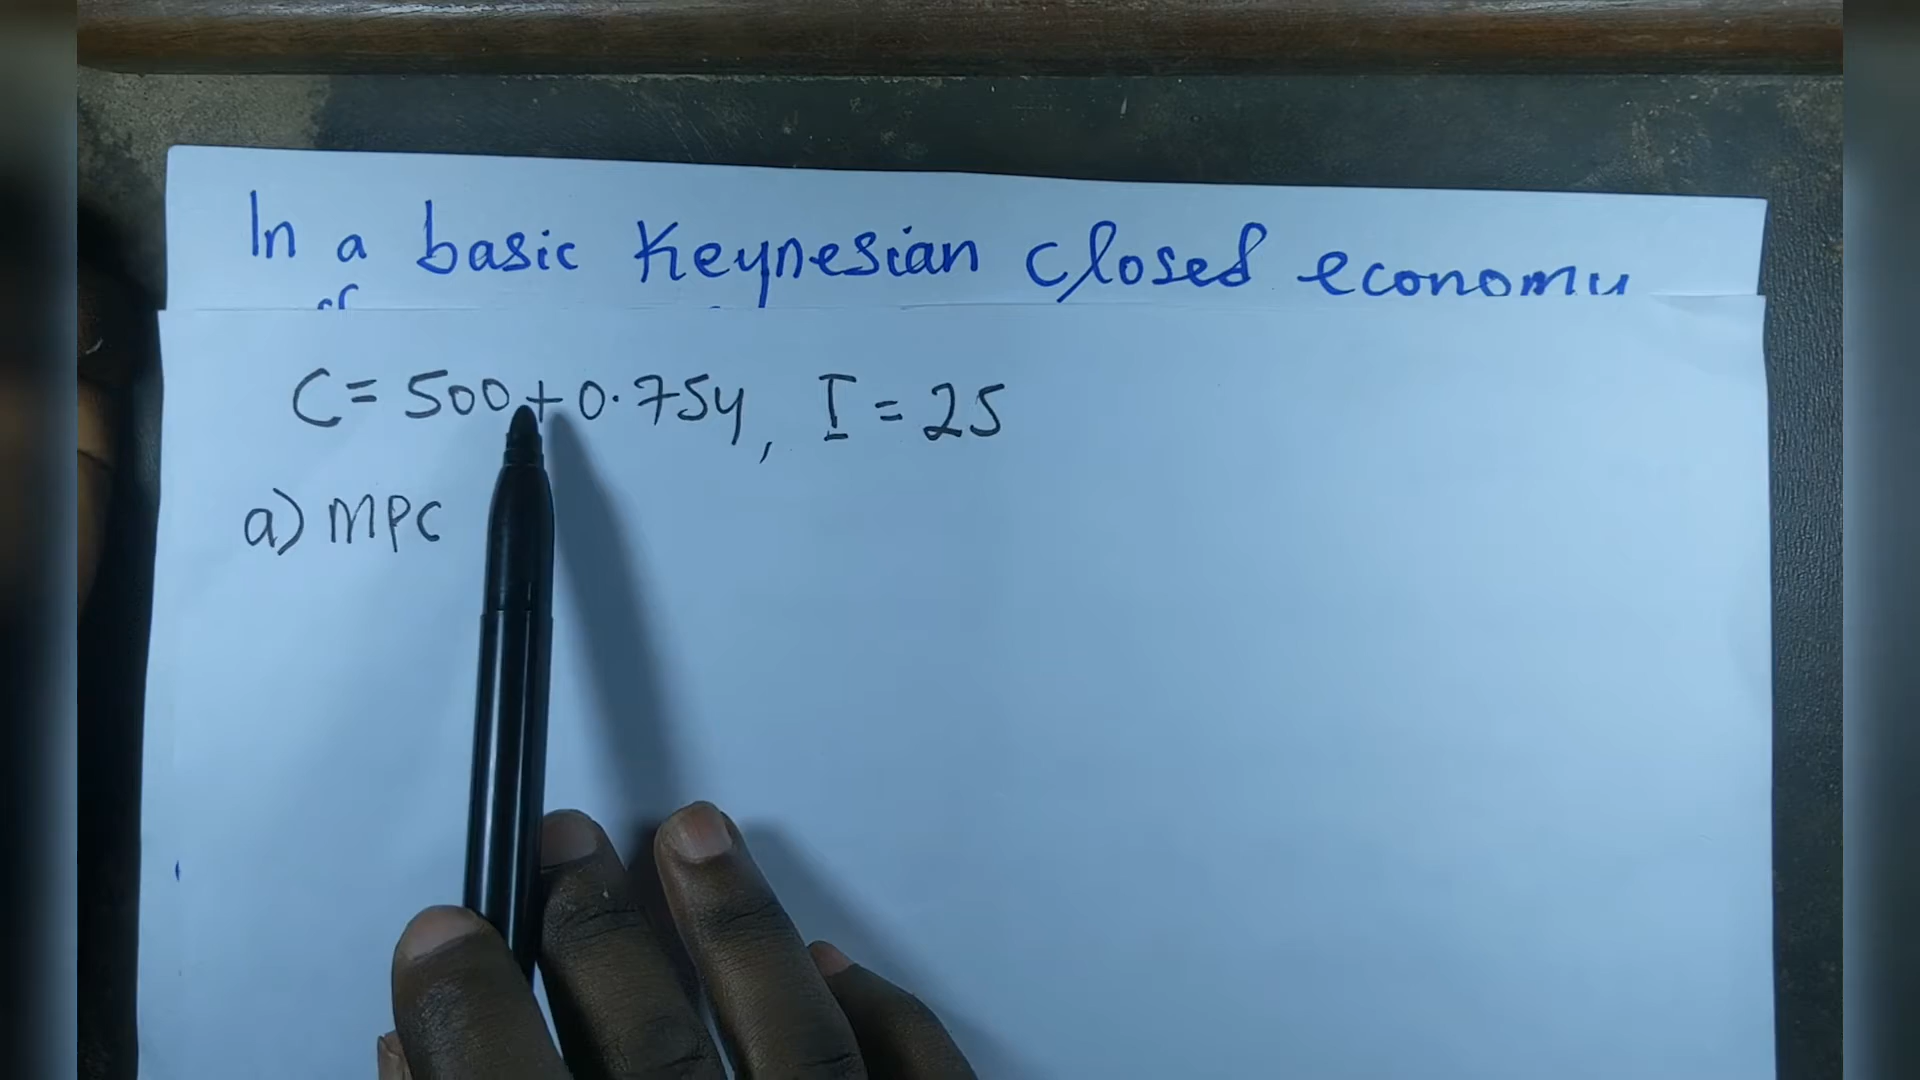 In a basic Keynesian closed economy
C = 500 + 0.75y, I = 25
a) MPC